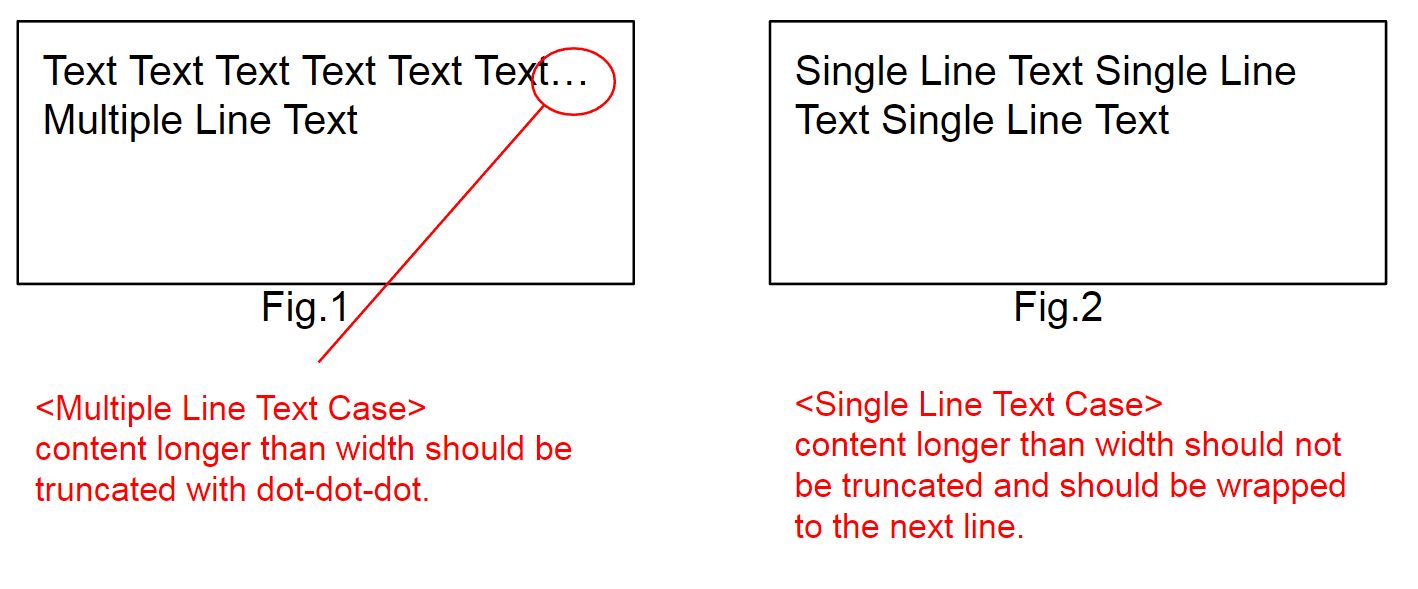 Text Text Text Text Text Text…
Multiple Line Text
Fig.1
<Multiple Line Text Case>
content longer than width should be
truncated with dot-dot-dot.
Single Line Text Single Line
Text Single Line Text
Fig.2
<Single Line Text Case>
content longer than width should not
be truncated and should be wrapped
to the next line.